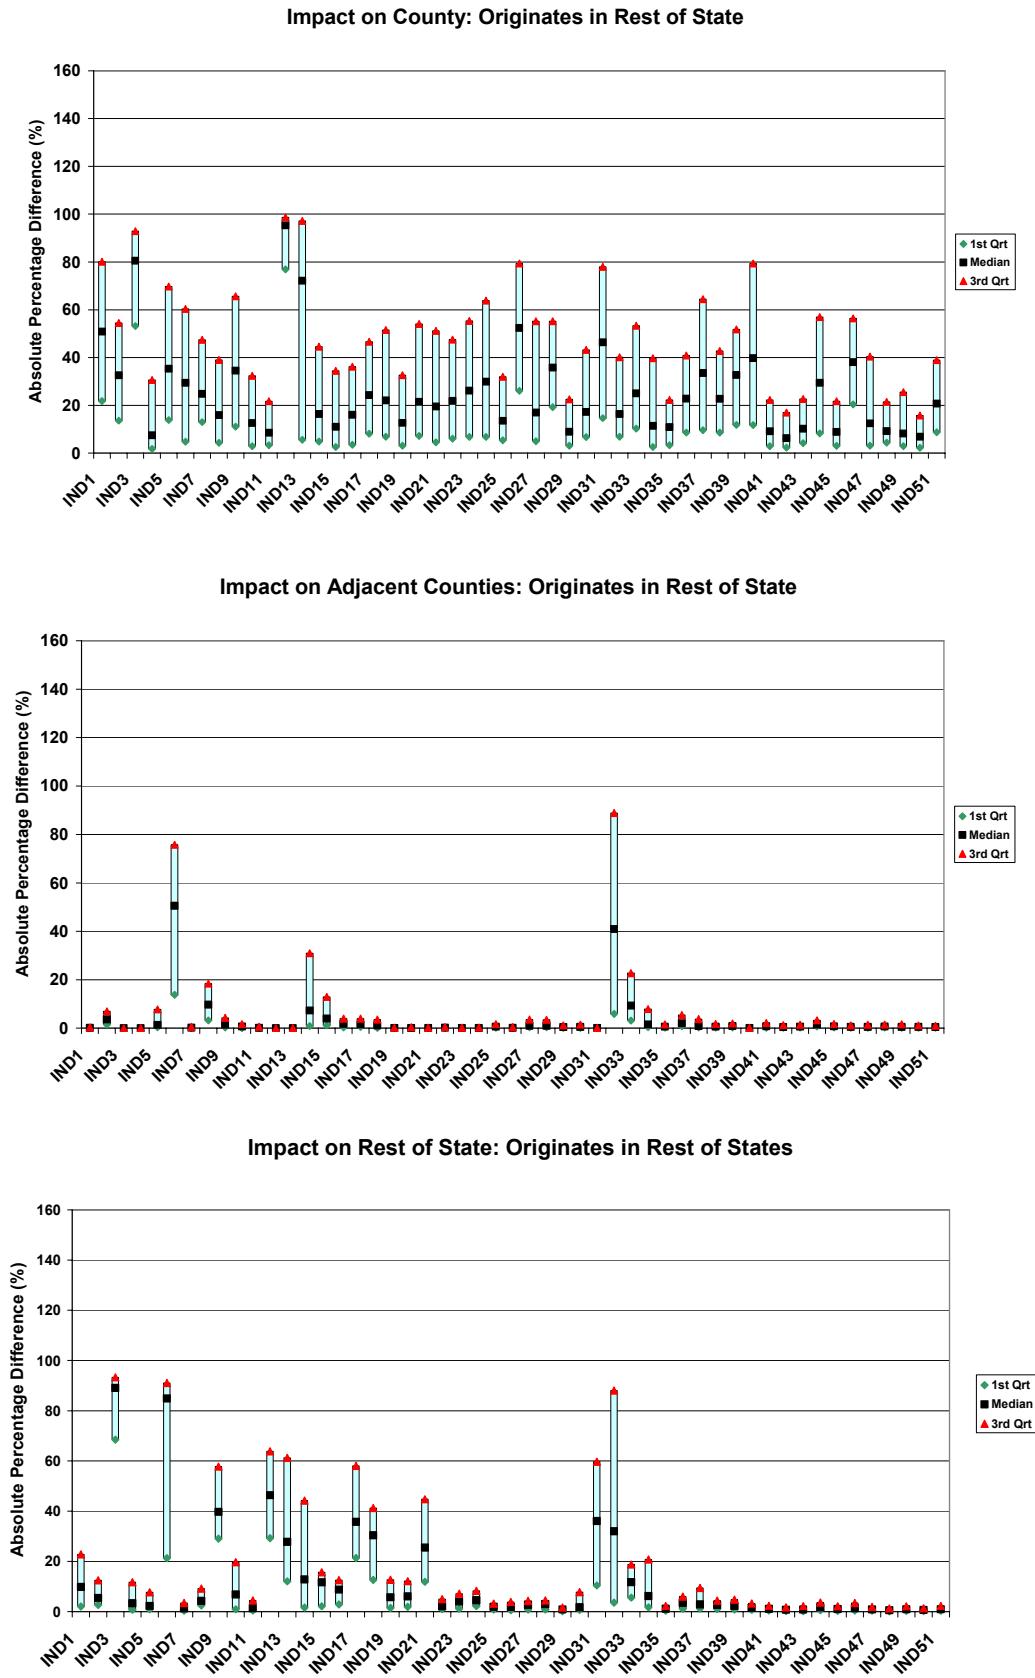 Impact on County: Originates in Rest of State
Absolute Percentage Difference (%)
160
140
120
100
80
60
40
20
0
IND1
IND3
IND5
IND7
IND9
IND11
IND13
IND15
IND17
IND19
IND21
IND23
IND25
IND27
IND29
IND31
IND33
IND35
IND37
IND39
IND41
IND43
IND45
IND47
IND49
IND51
1st Qrt
Median
3rd Qrt
Impact on Adjacent Counties: Originates in Rest of State
Absolute Percentage Difference (%)
160
140
120
100
80
60
40
20
0
IND1
IND3
IND5
IND7
IND9
IND11
IND13
IND15
IND17
IND19
IND21
IND23
IND25
IND27
IND29
IND31
IND33
IND35
IND37
IND39
IND41
IND43
IND45
IND47
IND49
IND51
1st Qrt
Median
3rd Qrt
Impact on Rest of State: Originates in Rest of States
Absolute Percentage Difference (%)
160
140
120
100
80
60
40
20
0
IND1
IND3
IND5
IND7
IND9
IND11
IND13
IND15
IND17
IND19
IND21
IND23
IND25
IND27
IND29
IND31
IND33
IND35
IND37
IND39
IND41
IND43
IND45
IND47
IND49
IND51
1st Qrt
Median
3rd Qrt